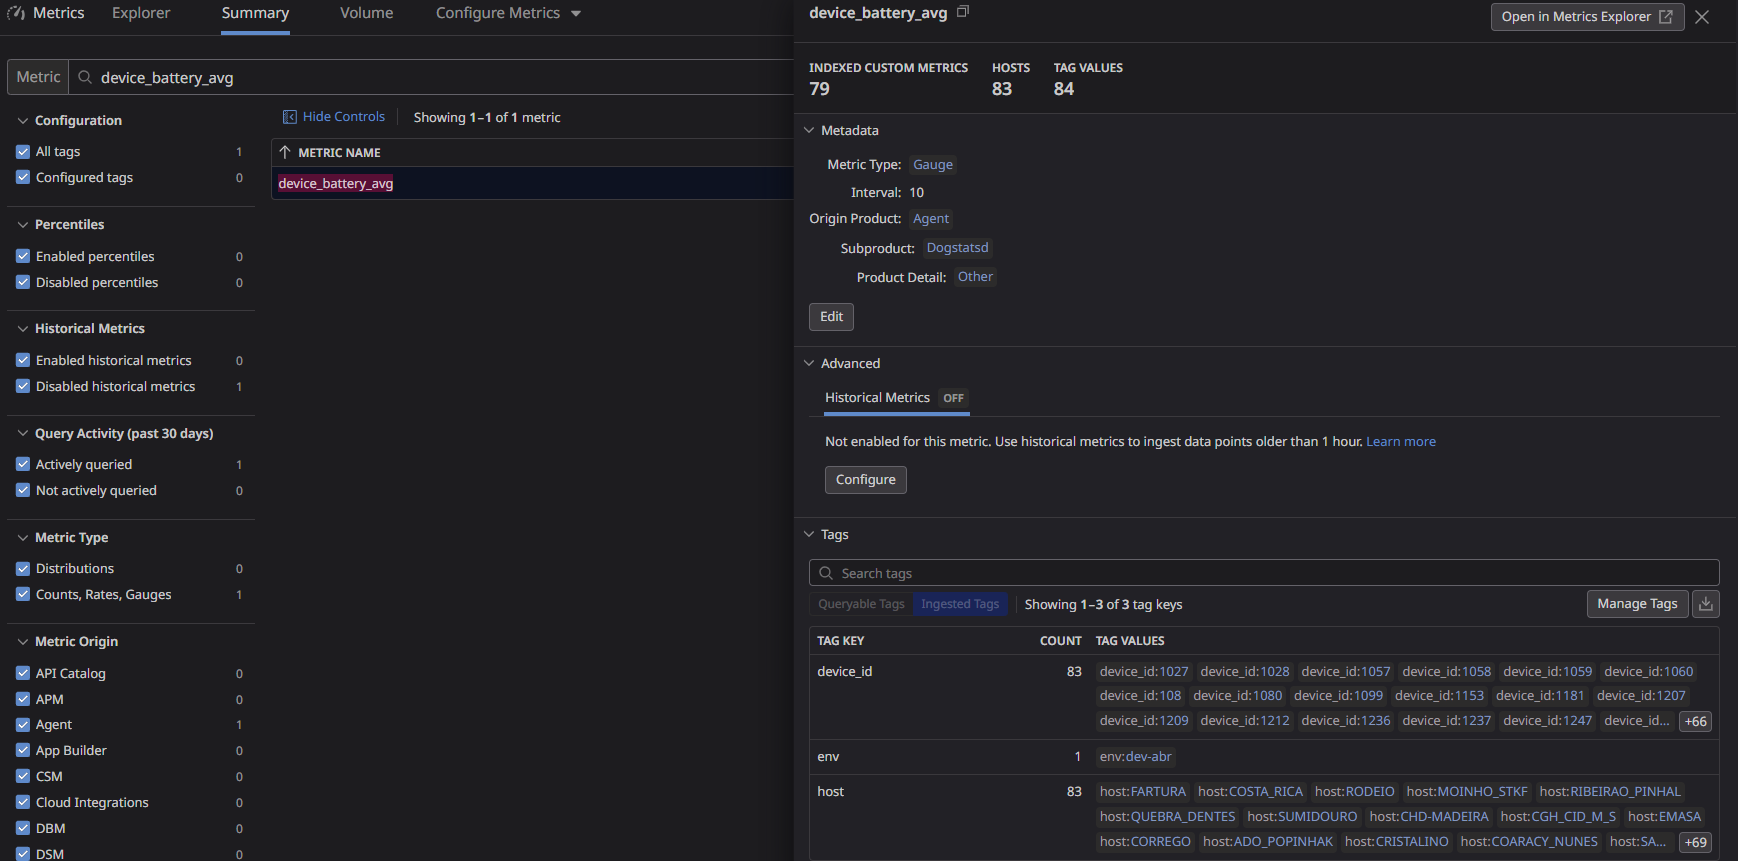 Metrics Explorer Summary Volume Configure Metrics
Metric device_battery_avg
Configuration
All tags 1
Configured tags 0
Percentiles
Enabled percentiles 0
Disabled percentiles 0
Historical Metrics
Enabled historical metrics 0
Disabled historical metrics 1
Query Activity (past 30 days)
Actively queried 1
Not actively queried 0
Metric Type
Distributions 0
Counts, Rates, Gauges 1
Metric Origin
API Catalog 0
APM 0
Agent 1
App Builder 0
CSM 0
Cloud Integrations 0
DBM 0
DSM 0
Hide Controls Showing 1–1 of 1 metric
METRIC NAME
device_battery_avg
device_battery_avg Open in Metrics Explorer
INDEXED CUSTOM METRICS HOSTS TAG VALUES
79 83 84
Metadata
Metric Type: Gauge
Interval: 10
Origin Product: Agent
Subproduct: Dogstatsd
Product Detail: Other
Edit
Advanced
Historical Metrics OFF
Not enabled for this metric. Use historical metrics to ingest data points older than 1 hour. Learn more
Configure
Tags
Search tags
Queryable Tags Ingested Tags Showing 1–3 of 3 tag keys Manage Tags
TAG KEY COUNT TAG VALUES
device_id 83 device_id:1027 device_id:1028 device_id:1057 device_id:1058 device_id:1059 device_id:1060
device_id:108 device_id:1080 device_id:1099 device_id:1153 device_id:1181 device_id:1207
device_id:1209 device_id:1212 device_id:1236 device_id:1237 device_id:1247 device_id... +66
env 1 env:dev-abr
host 83 host:FARTURA host:COSTA_RICA host:RODEIO host:MOINHO_STKF host:RIBEIRAO_PINHAL
host:QUEBRA_DENTES host:SUMIDOURO host:CHD-MADEIRA host:CGH_CID_M_S host:EMASA
host:CORREGO host:ADO_POPINHAK host:CRISTALINO host:COARACY_NUNES host:SA... +69